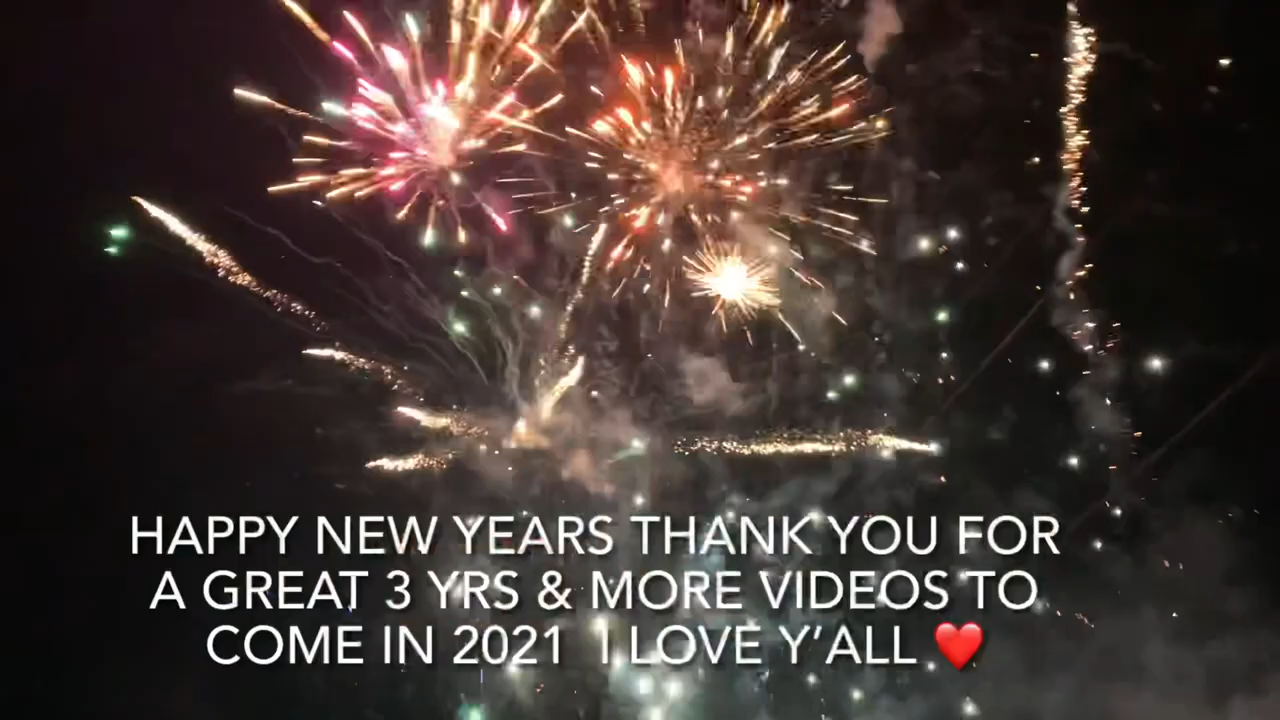 HAPPY NEW YEARS THANK YOU FOR
A GREAT 3 YRS & MORE VIDEOS TO
COME IN 2021 I LOVE Y’ALL ❤️